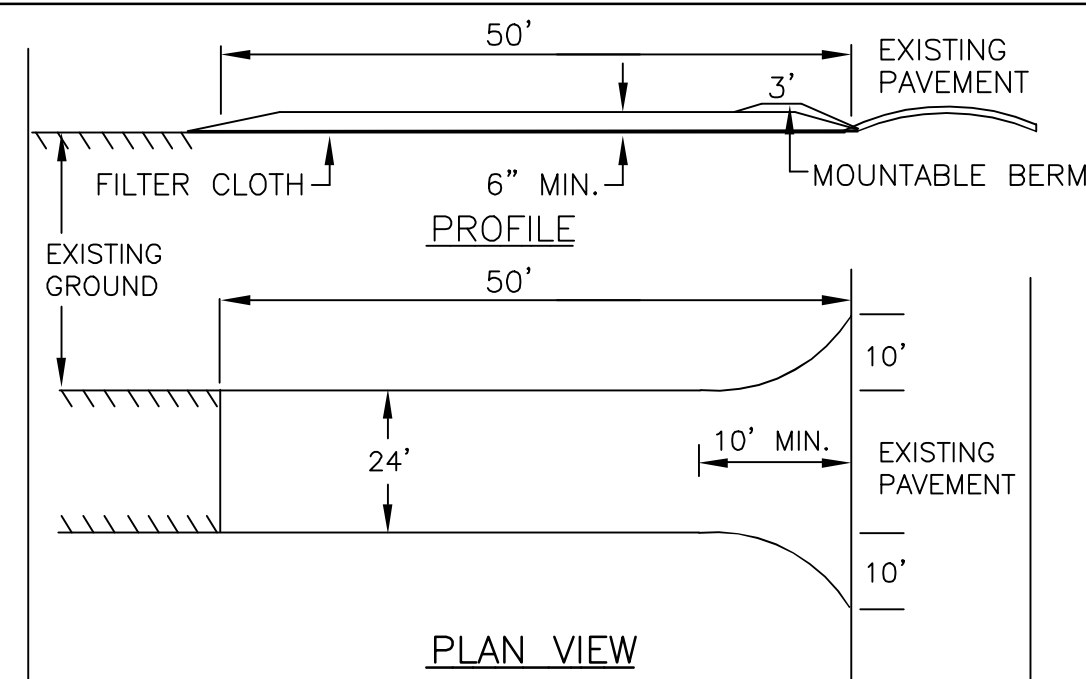 50'
EXISTING
PAVEMENT
3'
FILTER CLOTH
6" MIN.
MOUNTABLE BERM
PROFILE
EXISTING
GROUND
50'
10'
24'
10' MIN.
EXISTING
PAVEMENT
10'
PLAN VIEW